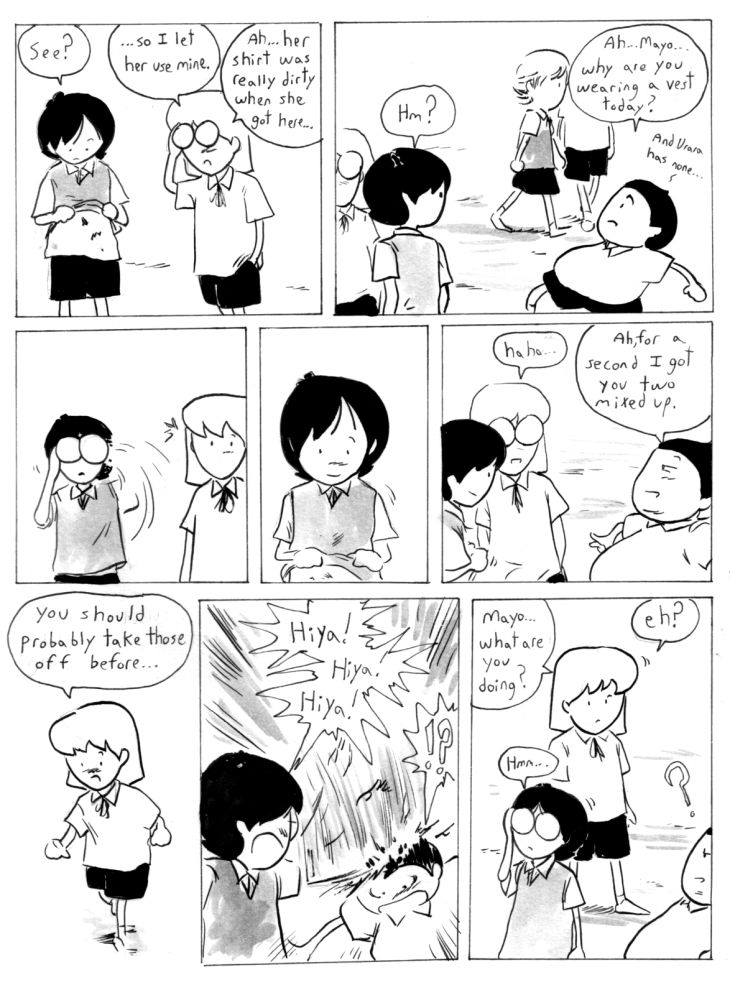 Ah...Mayo...
why are you
wearing a vest
today?
And Urara
has none...
Hm?
Ah... her
shirt was
really dirty
when she
got here...
...so I let
her use mine.
See?
Ah, for a
second I got
you two
mixed up.
haha...
eh?
Mayo...
what are
you
doing?
Hmm....
Hiya!
Hiya!
Hiya!
!?
You should
probably take those
off before...
?